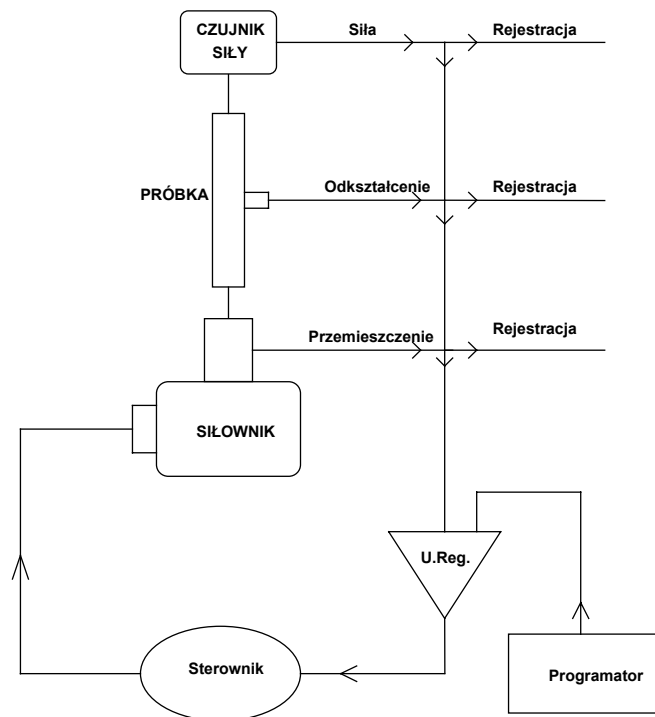 CZUJNIK
SIŁY
Siła
Rejestracja
PRÓBKA
Odkształcenie
Rejestracja
Przemieszczenie
Rejestracja
SIŁOWNIK
U.Reg.
Sterownik
Programator